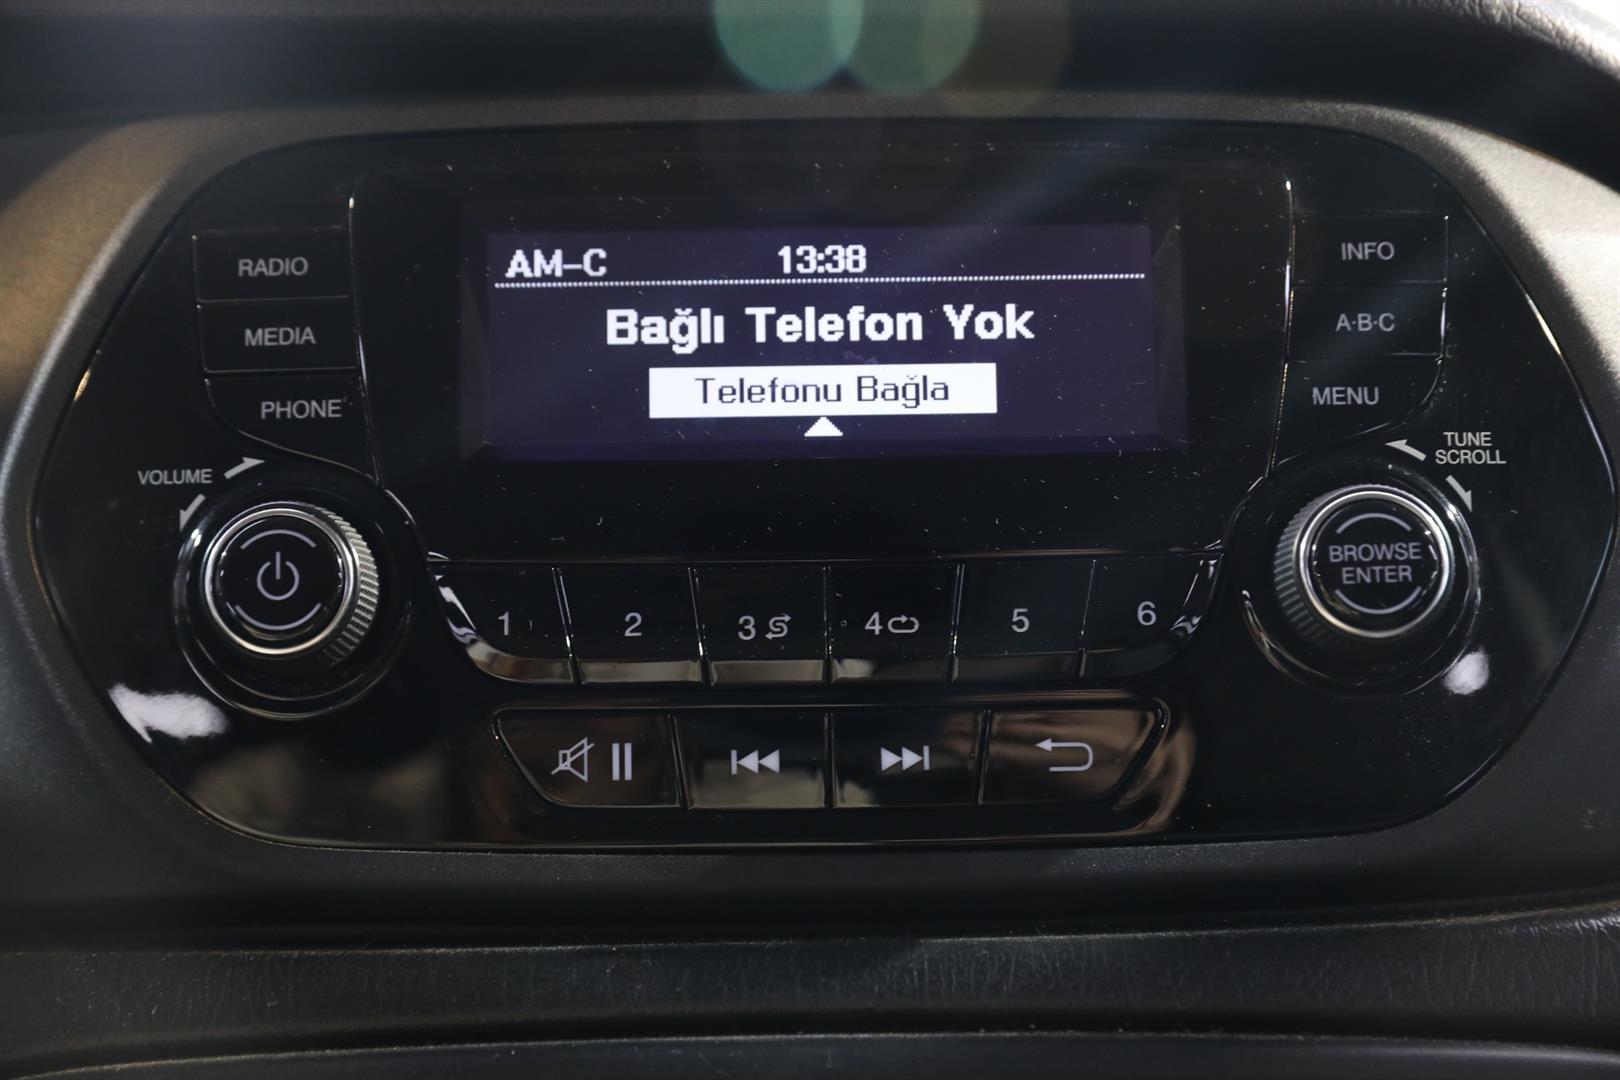 AM-C 13:38
Bağlı Telefon Yok
Telefonu Bağla
RADIO
MEDIA
PHONE
INFO
A·B·C
MENU
VOLUME
TUNE
SCROLL
BROWSE
ENTER
1 2 3 4 5 6